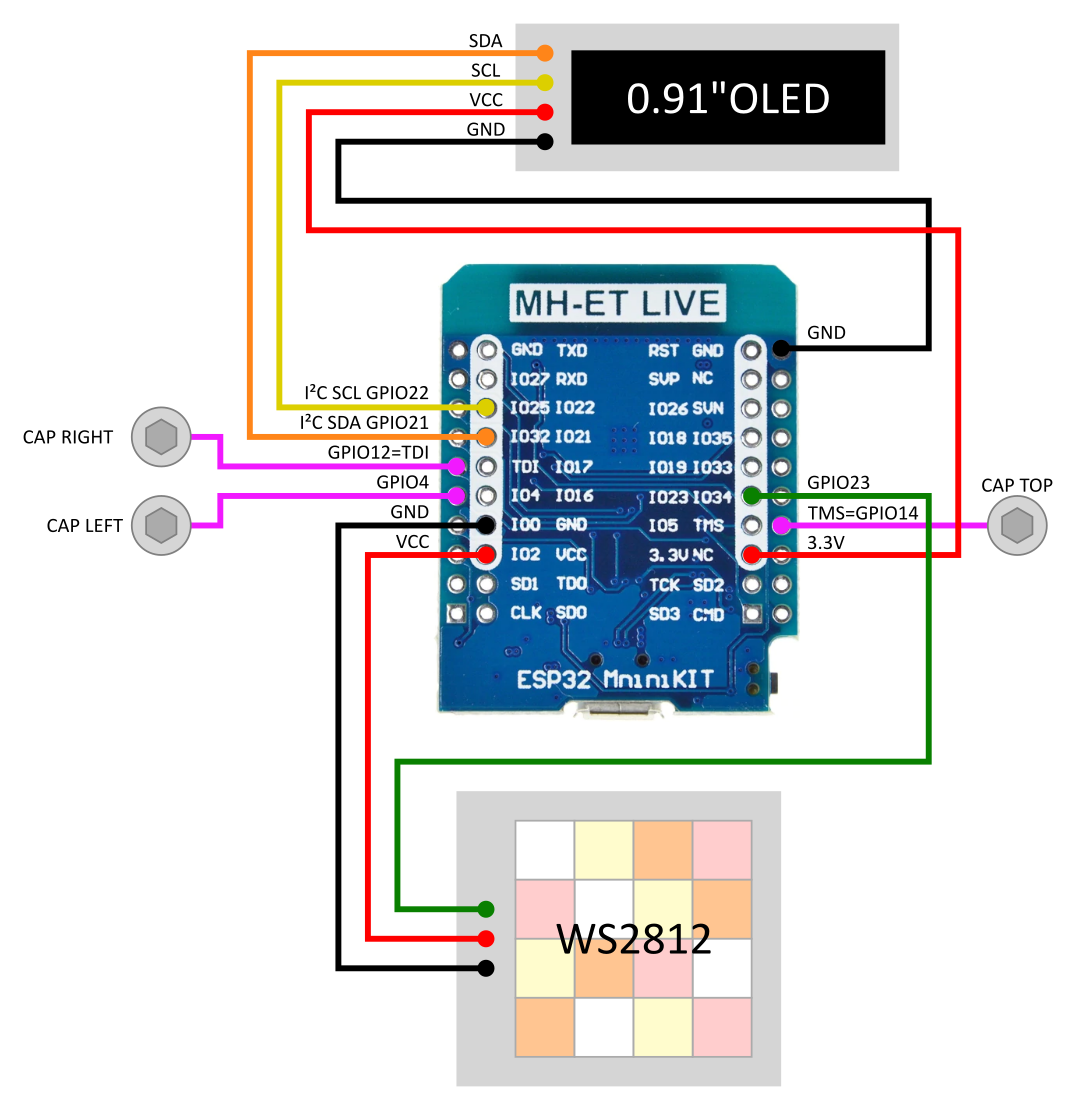 SDA
SCL
VCC
GND
0.91"OLED
MH-ET LIVE
GND TXD RST GND
GND
IO27 RXD SVP NC
I²C SCL GPIO22
IO25 IO22 IO26 SVN
I²C SDA GPIO21
IO32 IO21 IO18 IO35
CAP RIGHT
GPIO12=TDI
TDI IO17 IO19 IO33
GPIO4
IO4 IO16 IO23 IO34
GPIO23
CAP TOP
CAP LEFT
GND
IO0 GND IO5 TMS
TMS=GPIO14
VCC
IO2 VCC 3.3V NC
3.3V
SD1 TDO TCK SD2
CLK SD0 SD3 CMD
ESP32 MniniKIT
WS2812